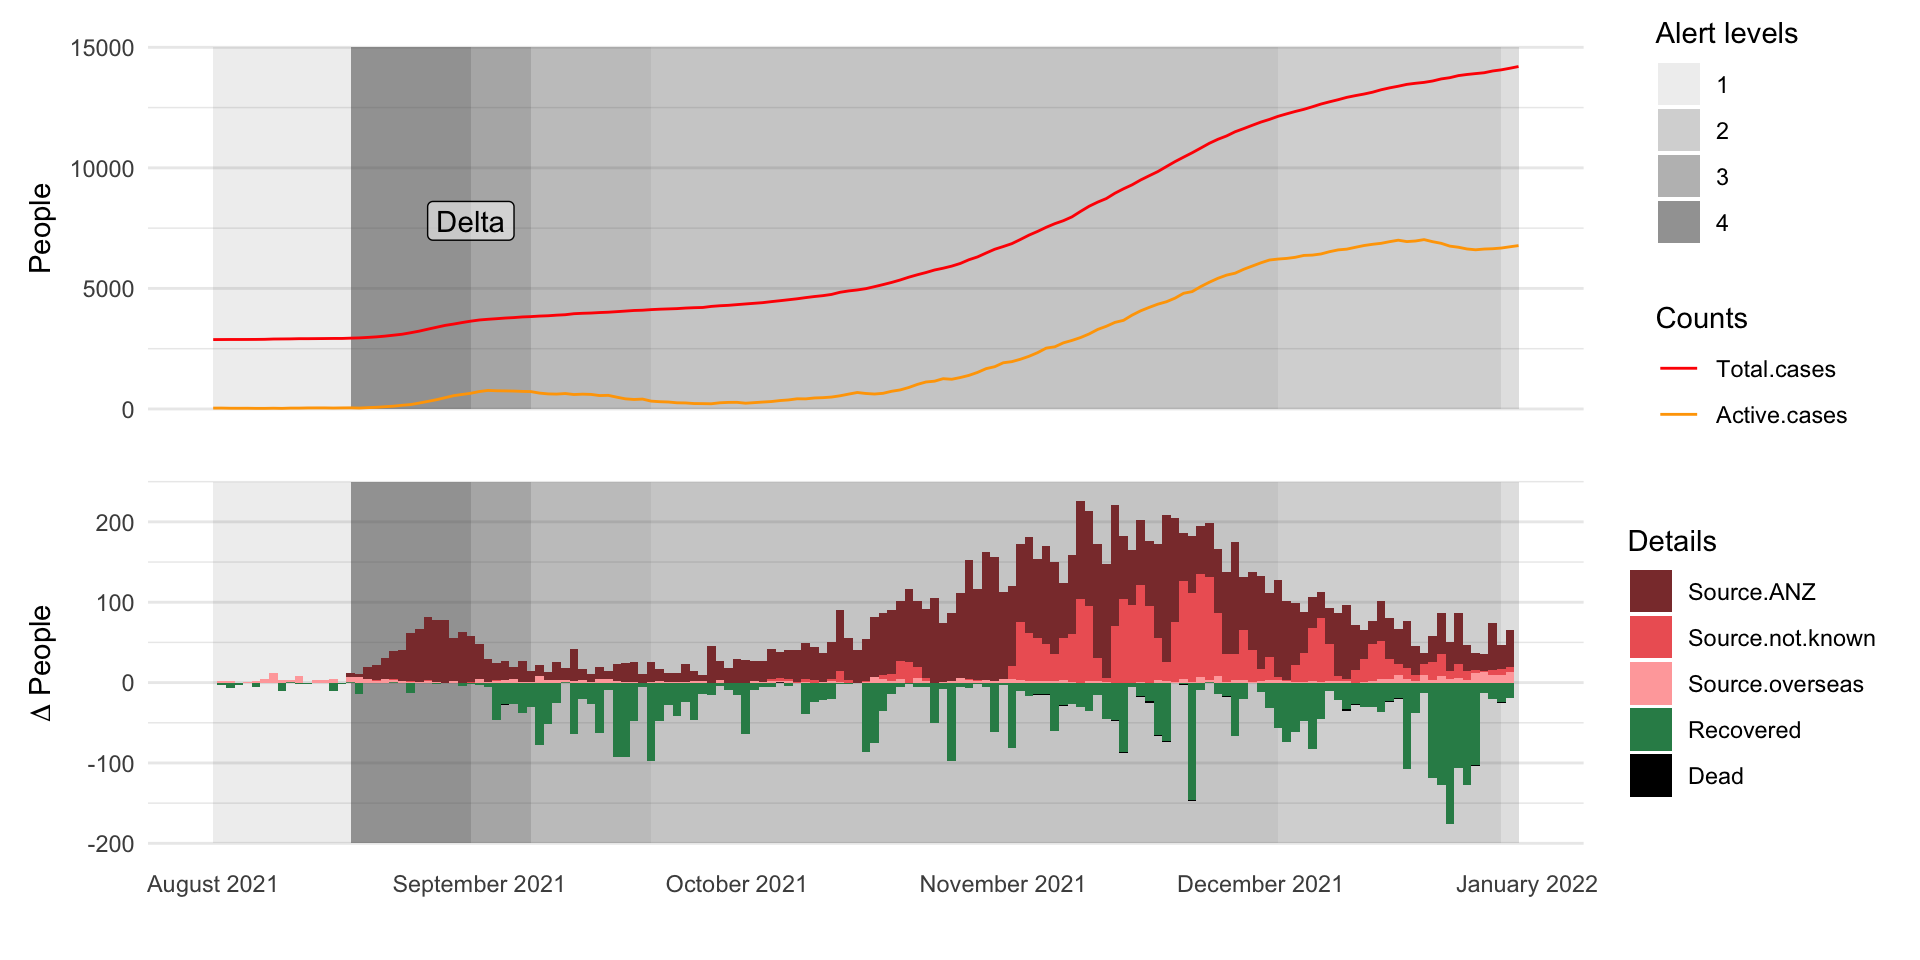 15000
10000
5000
0
People
Delta
Alert levels
1
2
3
4
Counts
Total.cases
Active.cases
200
100
0
-100
-200
Δ People
August 2021
September 2021
October 2021
November 2021
December 2021
January 2022
Details
Source.ANZ
Source.not.known
Source.overseas
Recovered
Dead